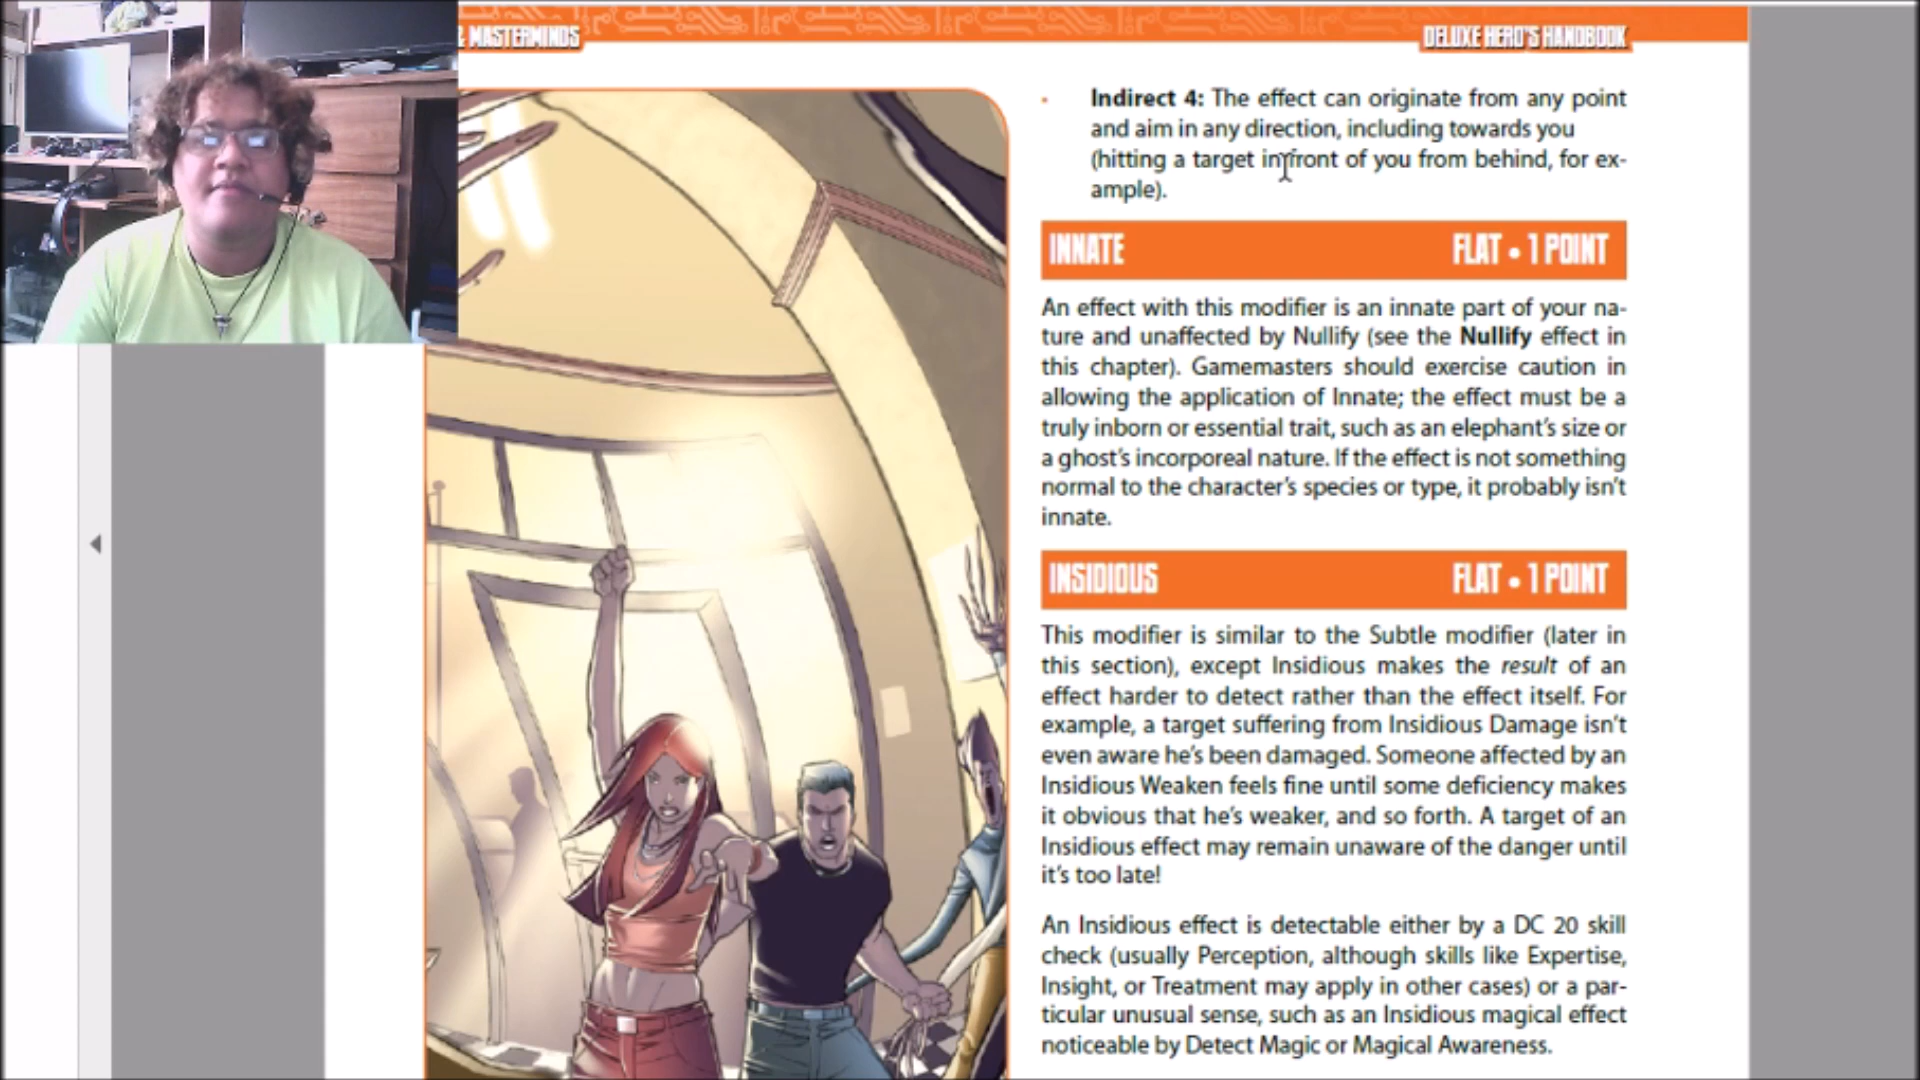 & MASTERMINDS
DELUXE HERO'S HANDBOOK
• Indirect 4: The effect can originate from any point
and aim in any direction, including towards you
(hitting a target in front of you from behind, for ex-
ample).
INNATE FLAT • 1 POINT
An effect with this modifier is an innate part of your na-
ture and unaffected by Nullify (see the Nullify effect in
this chapter). Gamemasters should exercise caution in
allowing the application of Innate; the effect must be a
truly inborn or essential trait, such as an elephant's size or
a ghost's incorporeal nature. If the effect is not something
normal to the character's species or type, it probably isn't
innate.
INSIDIOUS FLAT • 1 POINT
This modifier is similar to the Subtle modifier (later in
this section), except Insidious makes the result of an
effect harder to detect rather than the effect itself. For
example, a target suffering from Insidious Damage isn't
even aware he's been damaged. Someone affected by an
Insidious Weaken feels fine until some deficiency makes
it obvious that he's weaker, and so forth. A target of an
Insidious effect may remain unaware of the danger until
it's too late!
An Insidious effect is detectable either by a DC 20 skill
check (usually Perception, although skills like Expertise,
Insight, or Treatment may apply in other cases) or a par-
ticular unusual sense, such as an Insidious magical effect
noticeable by Detect Magic or Magical Awareness.